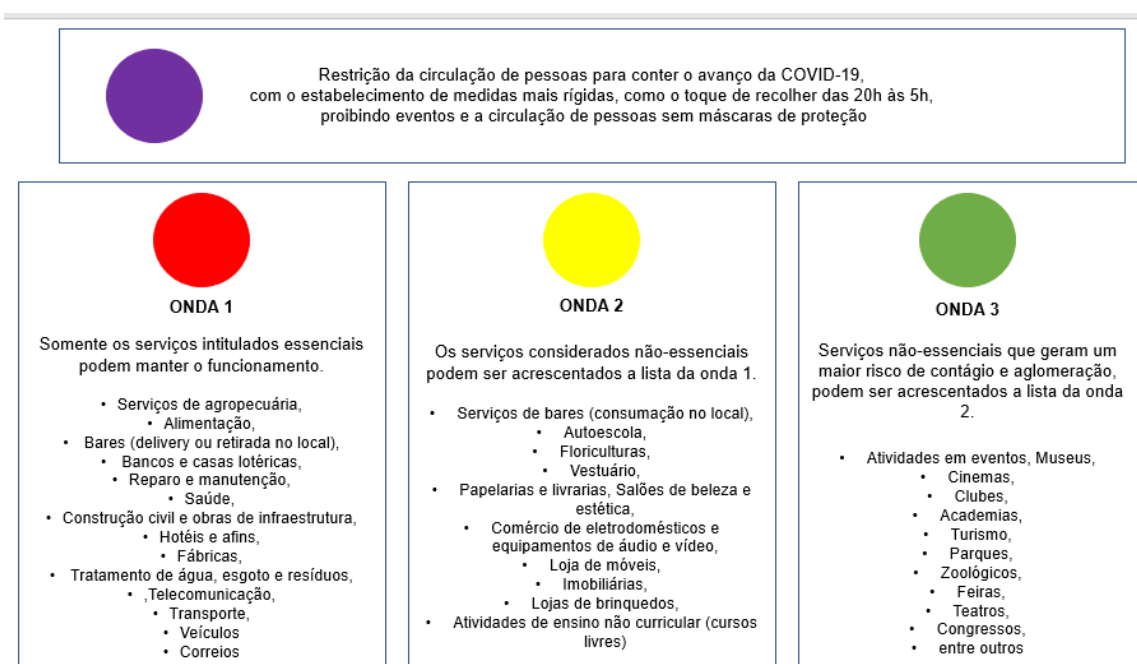 Restrição da circulação de pessoas para conter o avanço da COVID-19,
com o estabelecimento de medidas mais rígidas, como o toque de recolher das 20h às 5h,
proibindo eventos e a circulação de pessoas sem máscaras de proteção
ONDA 1
Somente os serviços intitulados essenciais
podem manter o funcionamento.
• Serviços de agropecuária,
• Alimentação,
• Bares (delivery ou retirada no local),
• Bancos e casas lotéricas,
• Reparo e manutenção,
• Saúde,
• Construção civil e obras de infraestrutura,
• Hotéis e afins,
• Fábricas,
• Tratamento de água, esgoto e resíduos,
• ,Telecomunicação,
• Transporte,
• Veículos
• Correios
ONDA 2
Os serviços considerados não-essenciais
podem ser acrescentados a lista da onda 1.
• Serviços de bares (consumação no local),
• Autoescola,
• Floriculturas,
• Vestuário,
• Papelarias e livrarias, Salões de beleza e
estética,
• Comércio de eletrodomésticos e
equipamentos de áudio e vídeo,
• Loja de móveis,
• Imobiliárias,
• Lojas de brinquedos,
• Atividades de ensino não curricular (cursos
livres)
ONDA 3
Serviços não-essenciais que geram um
maior risco de contágio e aglomeração,
podem ser acrescentados a lista da onda
2.
• Atividades em eventos, Museus,
• Cinemas,
• Clubes,
• Academias,
• Turismo,
• Parques,
• Zoológicos,
• Feiras,
• Teatros,
• Congressos,
• entre outros